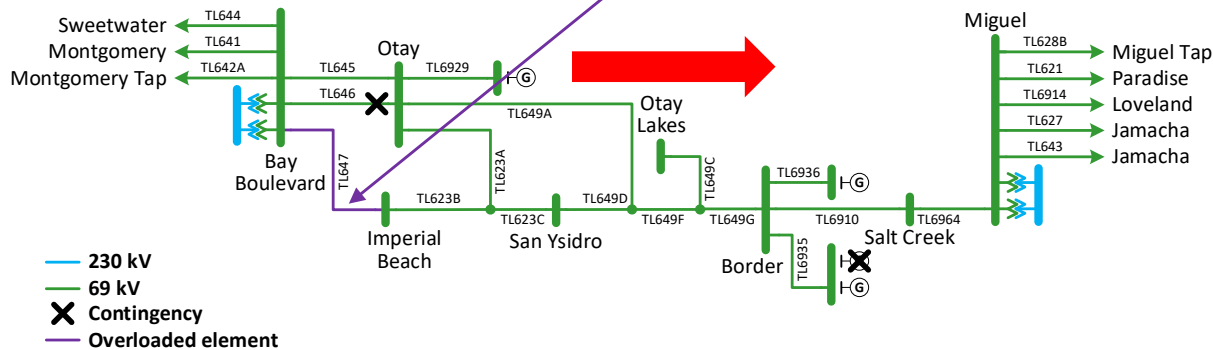 Sweetwater
TL644
Montgomery
TL641
Montgomery Tap
TL642A
TL645
TL646
Bay
Boulevard
TL647
Otay
TL6929
G
TL649A
TL623A
Imperial
Beach
TL623B
TL623C
San Ysidro
TL649D
Otay
Lakes
TL649C
TL649F
TL649G
Border
TL6936
G
TL6935
G
TL6910
Salt Creek
TL6964
Miguel
TL628B
Miguel Tap
TL621
Paradise
TL6914
Loveland
TL627
Jamacha
TL643
Jamacha
230 kV
69 kV
Contingency
Overloaded element